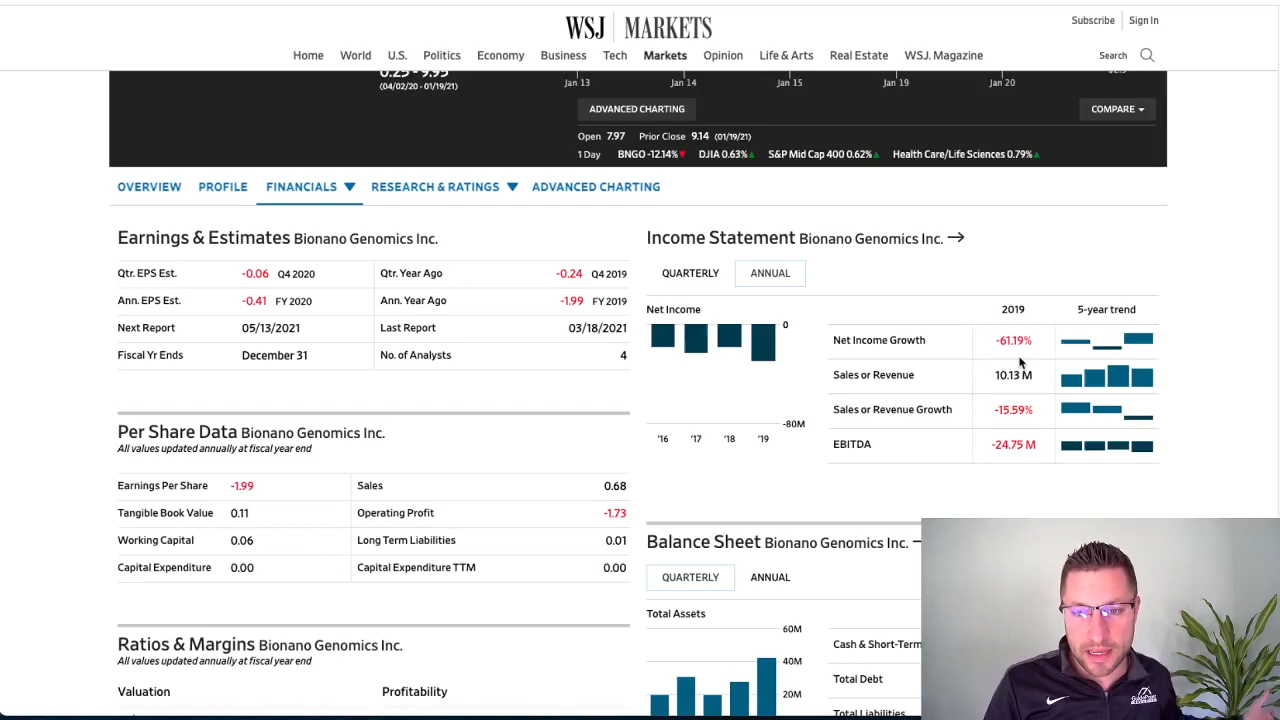 WSJ MARKETS
Subscribe Sign In
Home World U.S. Politics Economy Business Tech Markets Opinion Life & Arts Real Estate WSJ. Magazine
Search
0.25 - 9.95
(04/02/20 - 01/19/21)
Jan 13 Jan 14 Jan 15 Jan 19 Jan 20
ADVANCED CHARTING
COMPARE
Open 7.97 Prior Close 9.14 (01/19/21)
1 Day BNGO -12.14% DJIA 0.63% S&P Mid Cap 400 0.62% Health Care/Life Sciences 0.79%
OVERVIEW PROFILE FINANCIALS RESEARCH & RATINGS ADVANCED CHARTING
Earnings & Estimates Bionano Genomics Inc.
Qtr. EPS Est. -0.06 Q4 2020 Qtr. Year Ago -0.24 Q4 2019
Ann. EPS Est. -0.41 FY 2020 Ann. Year Ago -1.99 FY 2019
Next Report 05/13/2021 Last Report 03/18/2021
Fiscal Yr Ends December 31 No. of Analysts 4
Per Share Data Bionano Genomics Inc.
All values updated annually at fiscal year end
Earnings Per Share -1.99 Sales 0.68
Tangible Book Value 0.11 Operating Profit -1.73
Working Capital 0.06 Long Term Liabilities 0.01
Capital Expenditure 0.00 Capital Expenditure TTM 0.00
Ratios & Margins Bionano Genomics Inc.
All values updated annually at fiscal year end
Valuation Profitability
Income Statement Bionano Genomics Inc.
QUARTERLY ANNUAL
Net Income
0
-80M
'16 '17 '18 '19
2019 5-year trend
Net Income Growth -61.19%
Sales or Revenue 10.13 M
Sales or Revenue Growth -15.59%
EBITDA -24.75 M
Balance Sheet Bionano Genomics Inc.
QUARTERLY ANNUAL
Total Assets
60M
40M
20M
Cash & Short-Term
Total Debt
Total Liabilities